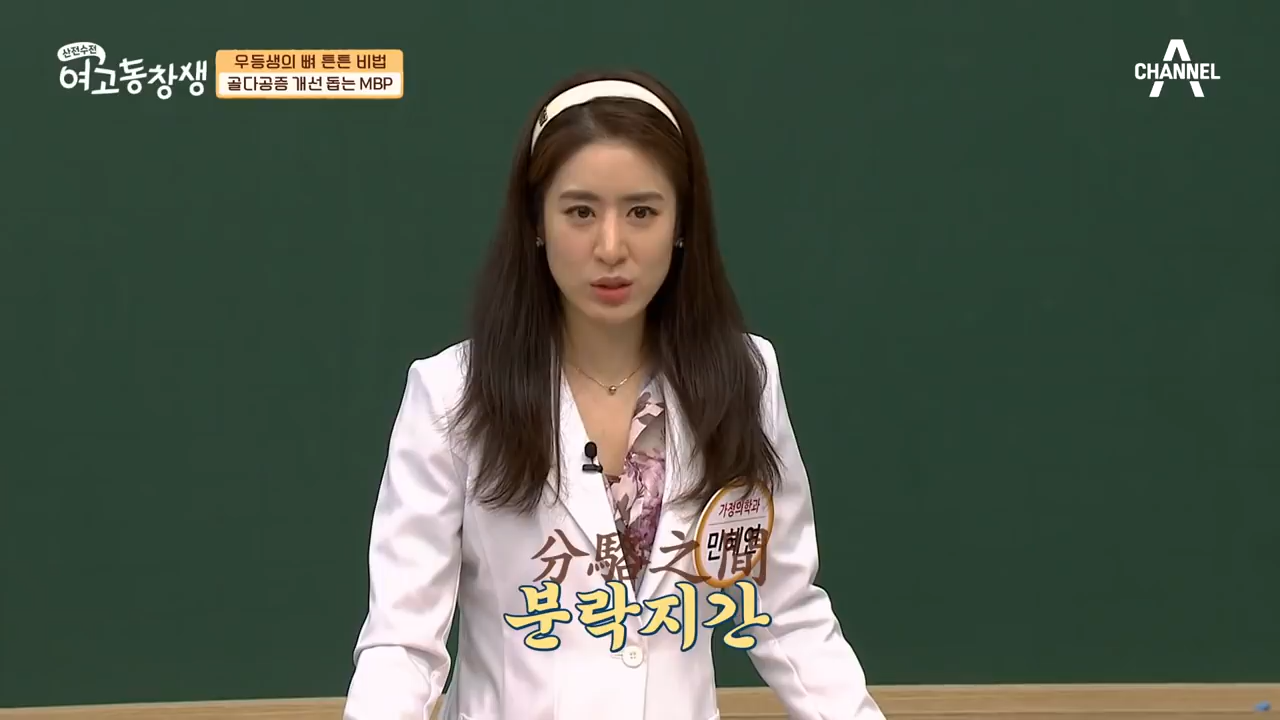 산전수전
여고동창생
우등생의 뼈 튼튼 비법
골다공증 개선 돕는 MBP
CHANNEL A
가정의학과
민혜연
分駱之間
분락지간